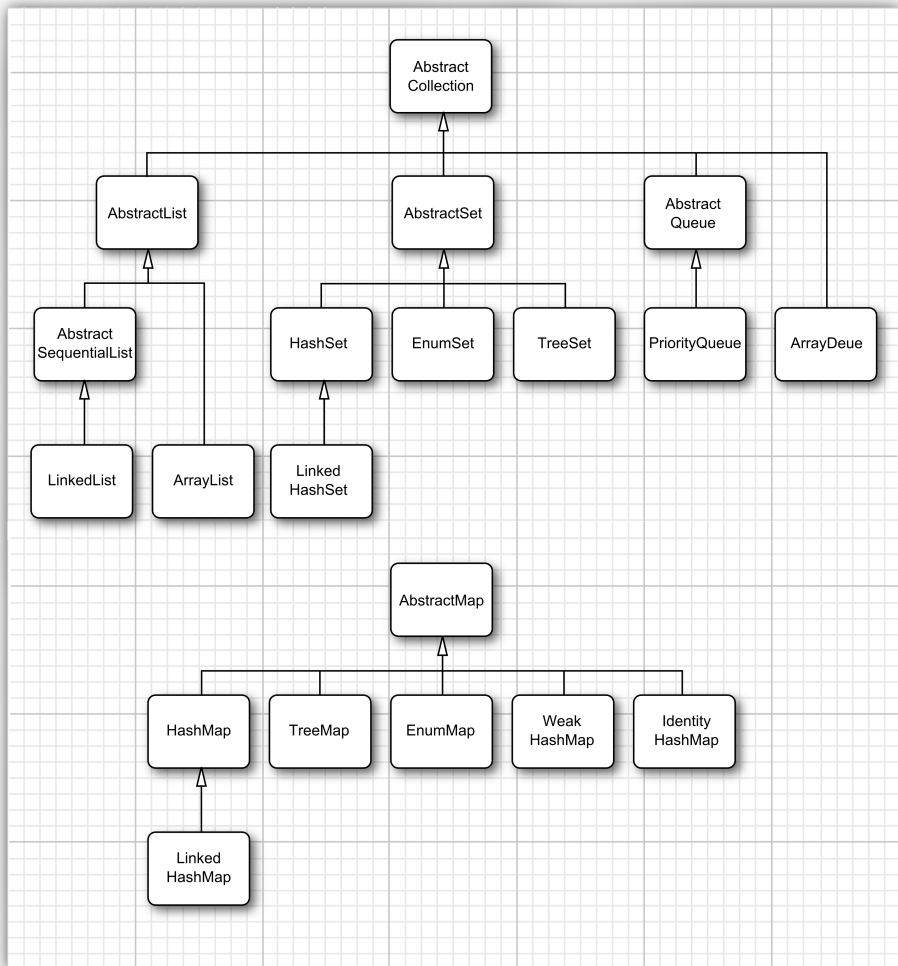 Abstract
Collection
AbstractList
AbstractSet
Abstract
Queue
Abstract
SequentialList
HashSet
EnumSet
TreeSet
PriorityQueue
ArrayDeue
LinkedList
ArrayList
Linked
HashSet
AbstractMap
HashMap
TreeMap
EnumMap
Weak
HashMap
Identity
HashMap
Linked
HashMap